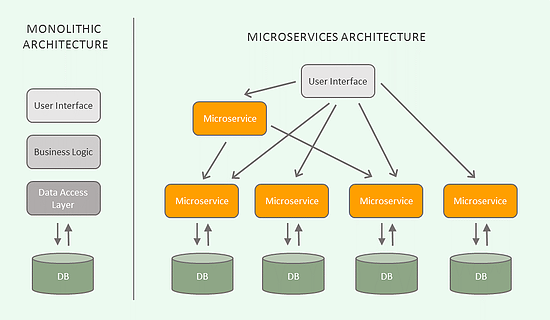 MONOLITHIC
ARCHITECTURE
User Interface
Business Logic
Data Access
Layer
DB
MICROSERVICES ARCHITECTURE
User Interface
Microservice
Microservice
Microservice
Microservice
Microservice
DB
DB
DB
DB